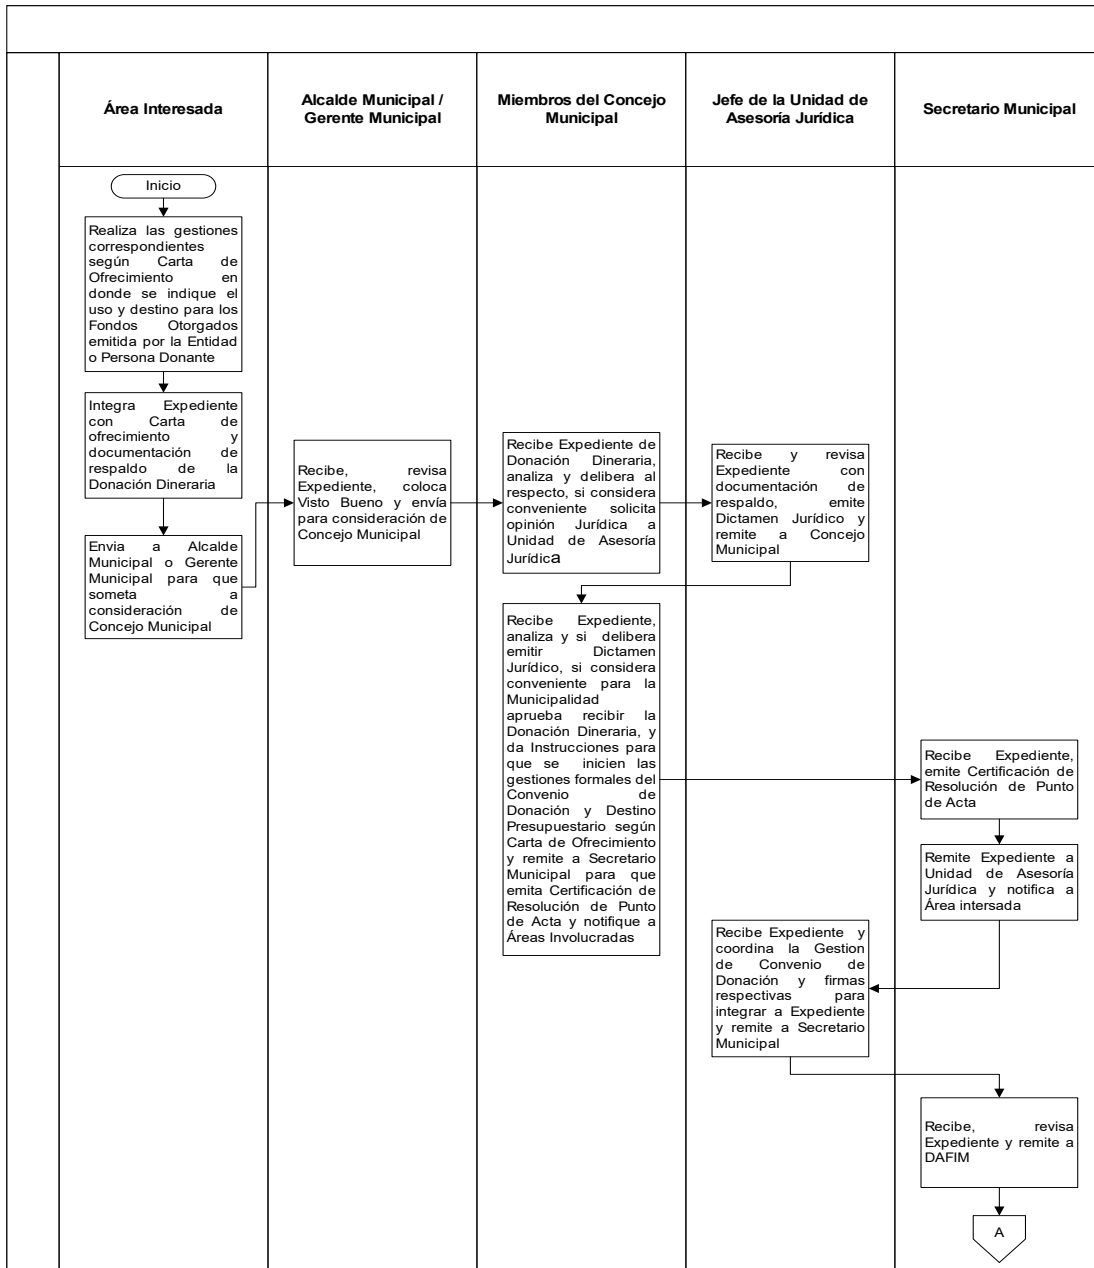 Área Interesada
Alcalde Municipal /
Gerente Municipal
Miembros del Concejo
Municipal
Jefe de la Unidad de
Asesoría Jurídica
Secretario Municipal
Inicio
Realiza las gestiones
correspondientes
según Carta de
Ofrecimiento en
donde se indique el
uso y destino para los
Fondos Otorgados
emitida por la Entidad
o Persona Donante
Integra Expediente
con Carta de
ofrecimiento y
documentación de
respaldo de la
Donación Dineraria
Envia a Alcalde
Municipal o Gerente
Municipal para que
someta a
consideración de
Concejo Municipal
Recibe, revisa
Expediente, coloca
Visto Bueno y envía
para consideración de
Concejo Municipal
Recibe Expediente de
Donación Dineraria,
analiza y delibera al
respecto, si considera
conveniente solicita
opinión Jurídica a
Unidad de Asesoría
Jurídica
Recibe y revisa
Expediente con
documentación de
respaldo, emite
Dictamen Jurídico y
remite a Concejo
Municipal
Recibe Expediente,
analiza y si delibera
emitir Dictamen
Jurídico, si considera
conveniente para la
Municipalidad
aprueba recibir la
Donación Dineraria, y
da Instrucciones para
que se inicien las
gestiones formales del
Convenio de
Donación y Destino
Presupuestario según
Carta de Ofrecimiento
y remite a Secretario
Municipal para que
emita Certificación de
Resolución de Punto
de Acta y notifique a
Áreas Involucradas
Recibe Expediente,
emite Certificación de
Resolución de Punto
de Acta
Remite Expediente a
Unidad de Asesoría
Jurídica y notifica a
Área intersada
Recibe Expediente y
coordina la Gestion
de Convenio de
Donación y firmas
respectivas para
integrar a Expediente
y remite a Secretario
Municipal
Recibe, revisa
Expediente y remite a
DAFIM
A